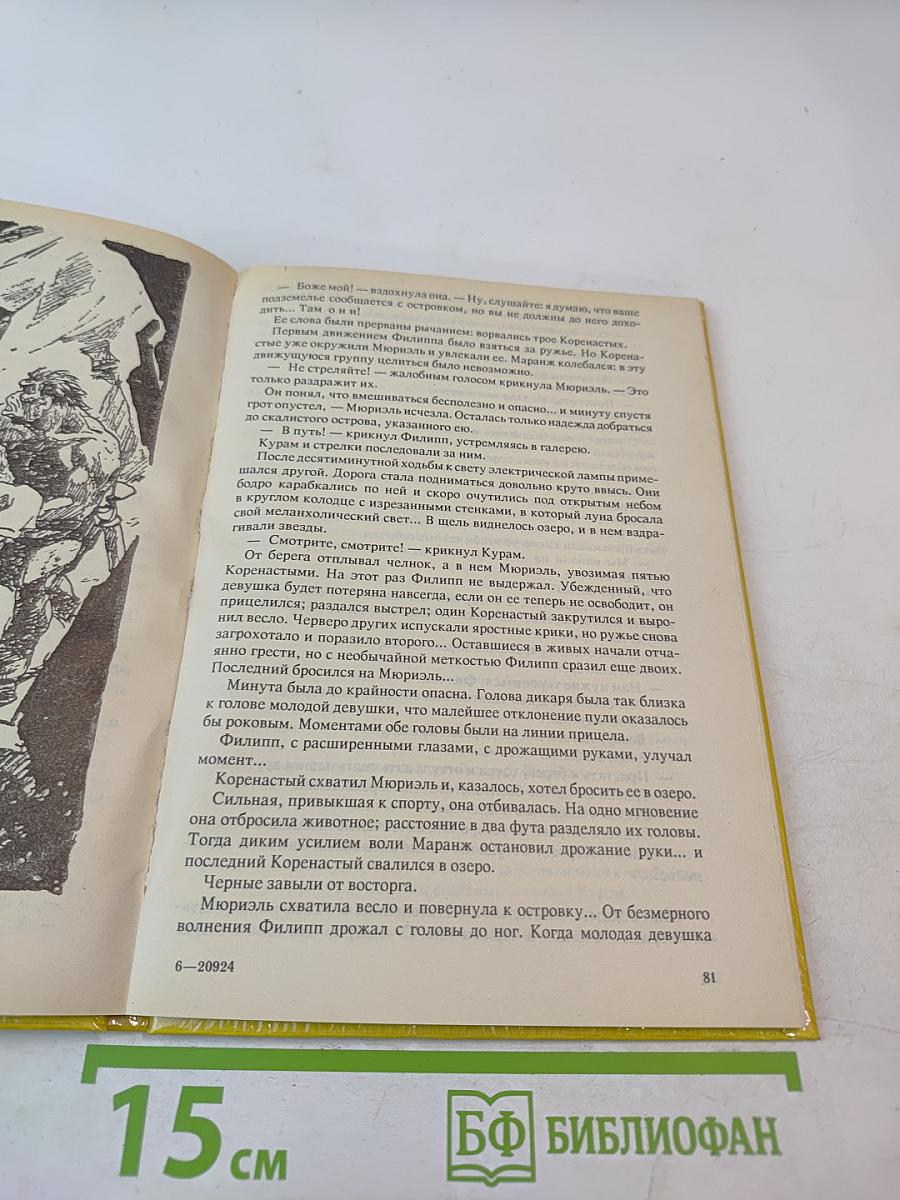 — Боже мой! — вздохнула она. — Ну, слушайте: я думаю, что ваше
подземелье сообщается с островком, но вы не должны до него дохо-
дить... Там они!
Ее слова были прерваны рычанием: ворвались трое Коренастых.
Первым движением Филиппа было взяться за ружье. Но Корена-
стые уже окружили Мюриэль и увлекали ее. Маранж колебался: в эту
движущуюся группу целиться было невозможно.
— Не стреляйте! — жалобным голосом крикнула Мюриэль. — Это
только раздражит их.
Он понял, что вмешиваться бесполезно и опасно... и минуту спустя
грот опустел, — Мюриэль исчезла. Осталась только надежда добраться
до скалистого острова, указанного ею.
— В путь! — крикнул Филипп, устремляясь в галерею.
Курам и стрелки последовали за ним.
После десятиминутной ходьбы к свету электрической лампы приме-
шался другой. Дорога стала подниматься довольно круто ввысь. Они
бодро карабкались по ней и скоро очутились под открытым небом
в круглом колодце с изрезанными стенками, в который луна бросала
свой меланхолический свет... В щель виднелось озеро, и в нем вздра-
гивали звезды.
— Смотрите, смотрите! — крикнул Курам.
От берега отплывал челнок, а в нем Мюриэль, увозимая пятью
Коренастыми. На этот раз Филипп не выдержал. Убежденный, что
девушка будет потеряна навсегда, если он ее теперь не освободит, он
прицелился; раздался выстрел; один Коренастый закрутился и выро-
нил весло. Черверо других испускали яростные крики, но ружье снова
загрохотало и поразило второго... Оставшиеся в живых начали отча-
янно грести, но с необычайной меткостью Филипп сразил еще двоих.
Последний бросился на Мюриэль...
Минута была до крайности опасна. Голова дикаря была так близка
к голове молодой девушки, что малейшее отклонение пули оказалось
бы роковым. Моментами обе головы были на линии прицела.
Филипп, с расширенными глазами, с дрожащими руками, улучал
момент...
Коренастый схватил Мюриэль и, казалось, хотел бросить ее в озеро.
Сильная, привыкшая к спорту, она отбивалась. На одно мгновение
она отбросила животное; расстояние в два фута разделяло их головы.
Тогда диким усилием воли Маранж остановил дрожание руки... и
последний Коренастый свалился в озеро.
Черные завыли от восторга.
Мюриэль схватила весло и повернула к островку... От безмерного
волнения Филипп дрожал с головы до ног. Когда молодая девушка
6—20924
81
15 см
БФ БИБЛИОФАН